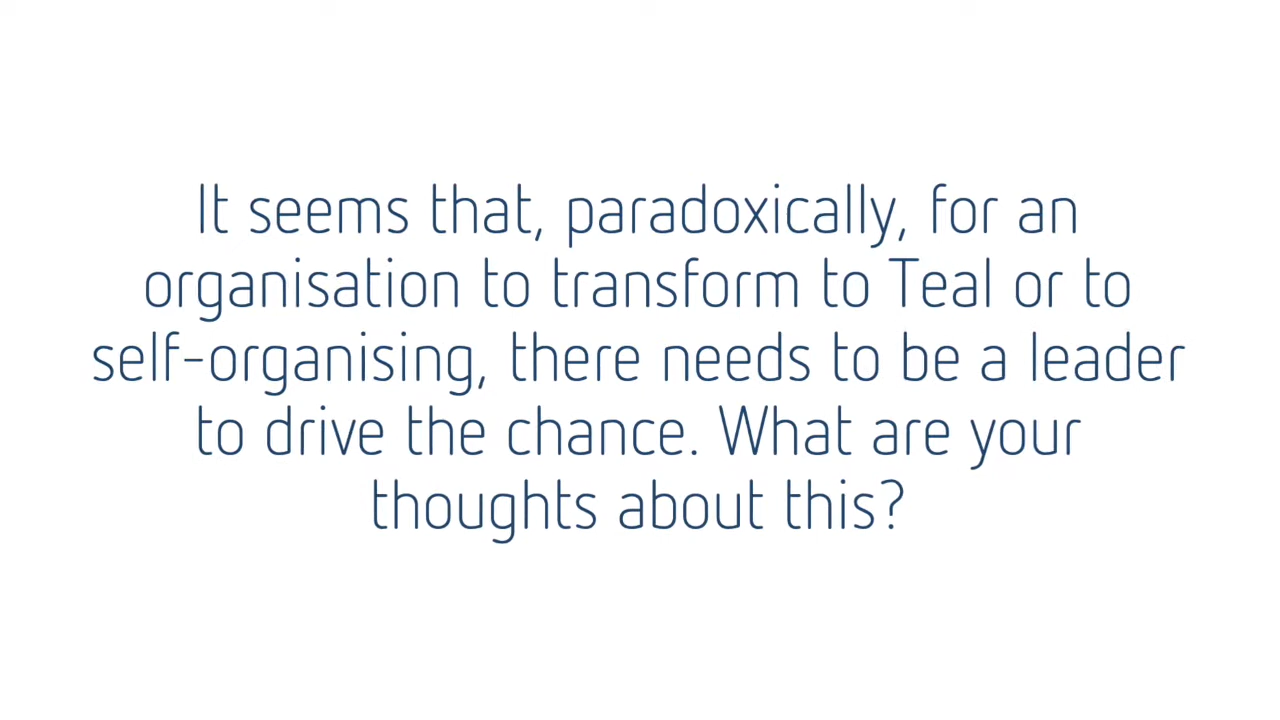 It seems that, paradoxically, for an
organisation to transform to Teal or to
self-organising, there needs to be a leader
to drive the chance. What are your
thoughts about this?